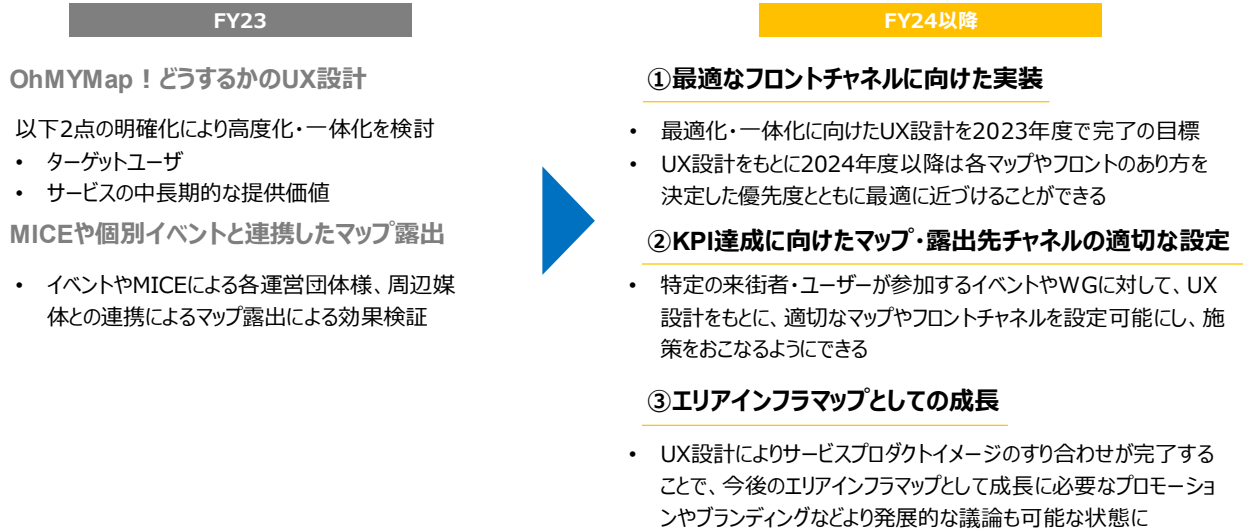 FY23
OhMYMap！どうするかのUX設計
以下2点の明確化により高度化・一体化を検討
• ターゲットユーザ
• サービスの中長期的な提供価値
MICEや個別イベントと連携したマップ露出
• イベントやMICEによる各運営団体様、周辺媒
体との連携によるマップ露出による効果検証
FY24以降
①最適なフロントチャネルに向けた実装
• 最適化・一体化に向けたUX設計を2023年度で完了の目標
• UX設計をもとに2024年度以降は各マップやフロントのあり方を
決定した優先度とともに最適に近づけることができる
②KPI達成に向けたマップ・露出先チャネルの適切な設定
• 特定の来街者・ユーザーが参加するイベントやWGに対して、UX
設計をもとに、適切なマップやフロントチャネルを設定可能にし、施
策をおこなるようにできる
③エリアインフラマップとしての成長
• UX設計によりサービスプロダクトイメージのすり合わせが完了する
ことで、今後のエリアインフラマップとして成長に必要なプロモーショ
ンやブランディングなどより発展的な議論も可能な状態に